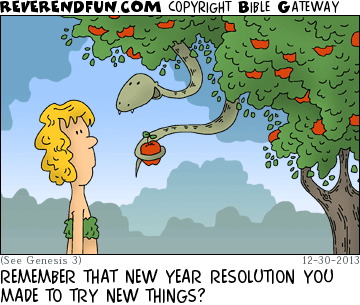 REVERENDFUN.COM COPYRIGHT BIBLE GATEWAY
(See Genesis 3) 12-30-2013
REMEMBER THAT NEW YEAR RESOLUTION YOU
MADE TO TRY NEW THINGS?